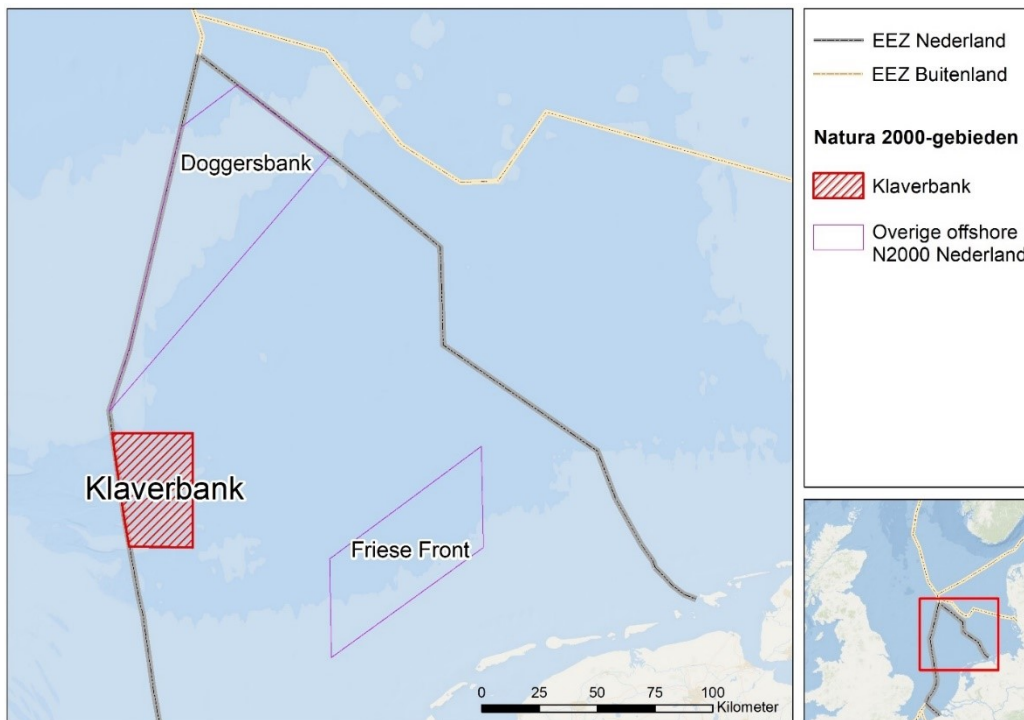 Doggersbank
Klaverbank
Friese Front
0 25 50 75 100
Kilometer
EEZ Nederland
EEZ Buitenland
Natura 2000-gebieden
Klaverbank
Overige offshore
N2000 Nederland